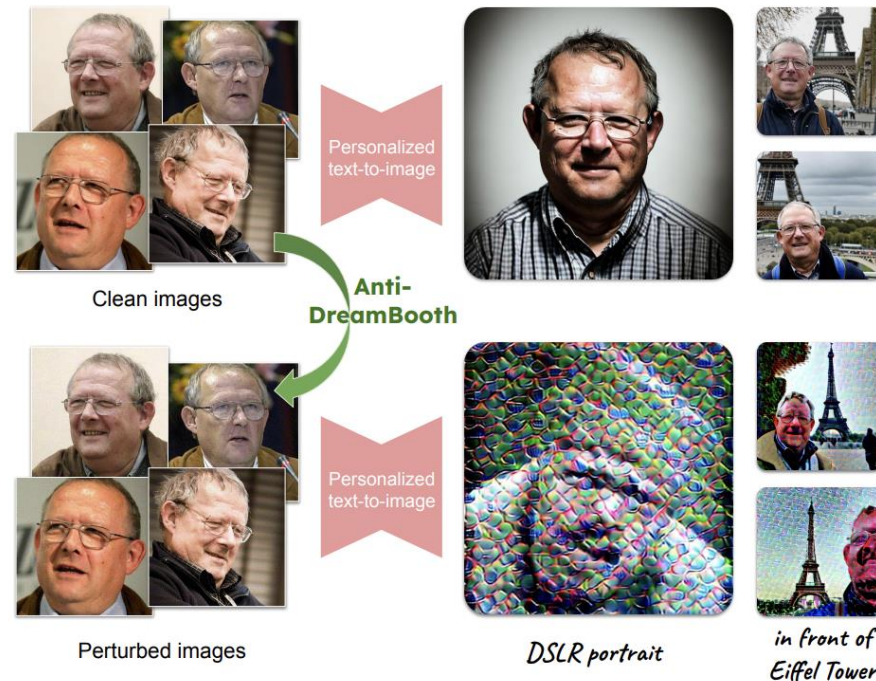 Personalized
text-to-image
Clean images
Anti-
DreamBooth
Personalized
text-to-image
Perturbed images
DSLR portrait
in front of
Eiffel Tower